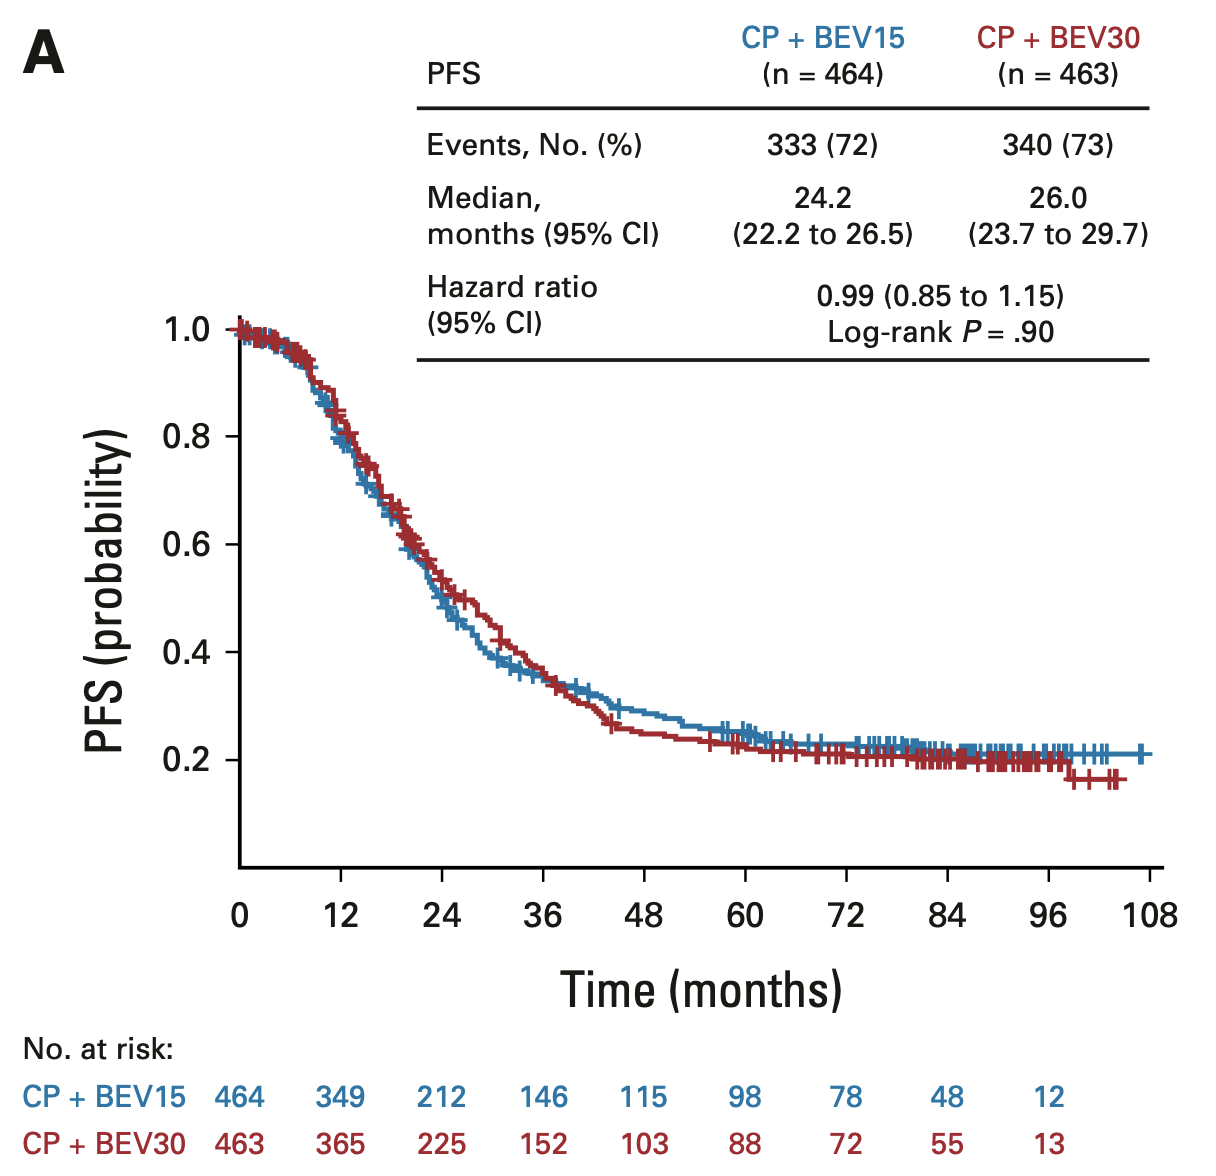 A
CP + BEV15 CP + BEV30
PFS (n = 464) (n = 463)
Events, No. (%) 333 (72) 340 (73)
Median, 24.2 26.0
months (95% CI) (22.2 to 26.5) (23.7 to 29.7)
Hazard ratio 0.99 (0.85 to 1.15)
(95% CI) Log-rank P = .90
PFS (probability)
1.0
0.8
0.6
0.4
0.2
0 12 24 36 48 60 72 84 96 108
Time (months)
No. at risk:
CP + BEV15 464 349 212 146 115 98 78 48 12
CP + BEV30 463 365 225 152 103 88 72 55 13